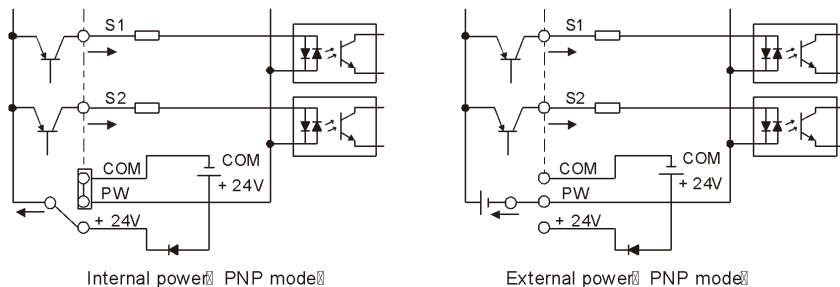 S1
S2
COM
COM
+ 24V
PW
+ 24V
Internal power PNP mode
S1
S2
COM
COM
+ 24V
PW
+ 24V
External power PNP mode